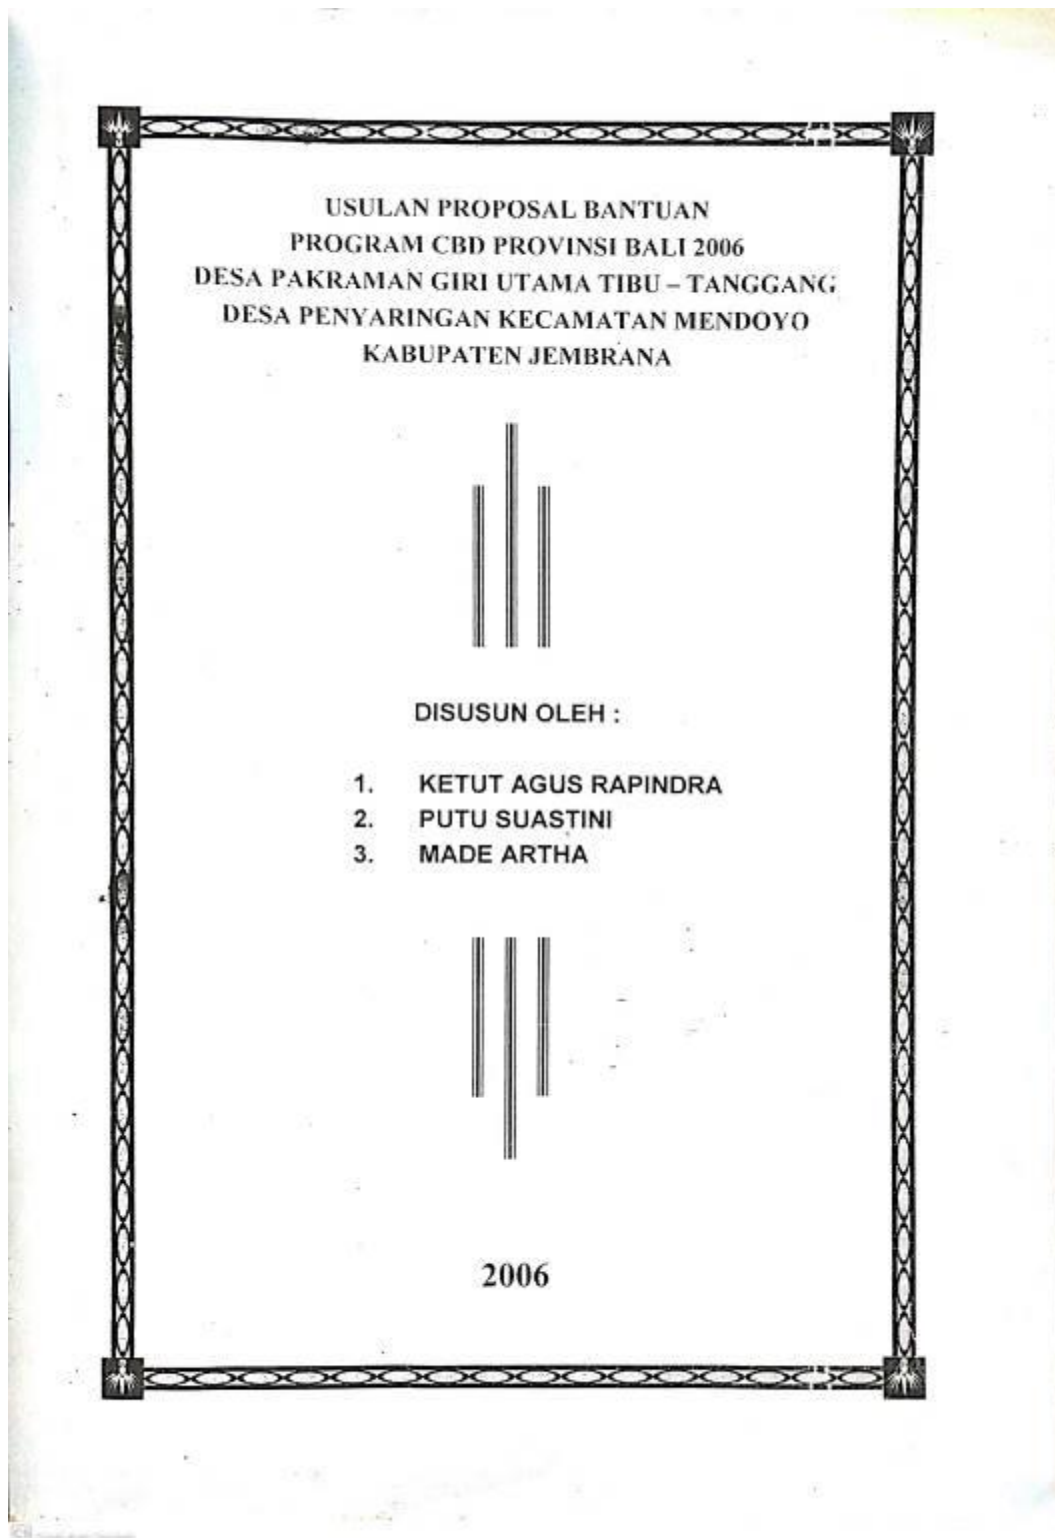 USULAN PROPOSAL BANTUAN
PROGRAM CBD PROVINSI BALI 2006
DESA PAKRAMAN GIRI UTAMA TIBU – TANGGANG
DESA PENYARINGAN KECAMATAN MENDOYO
KABUPATEN JEMBRANA
DISUSUN OLEH :
1. KETUT AGUS RAPINDRA
2. PUTU SUASTINI
3. MADE ARTHA
2006